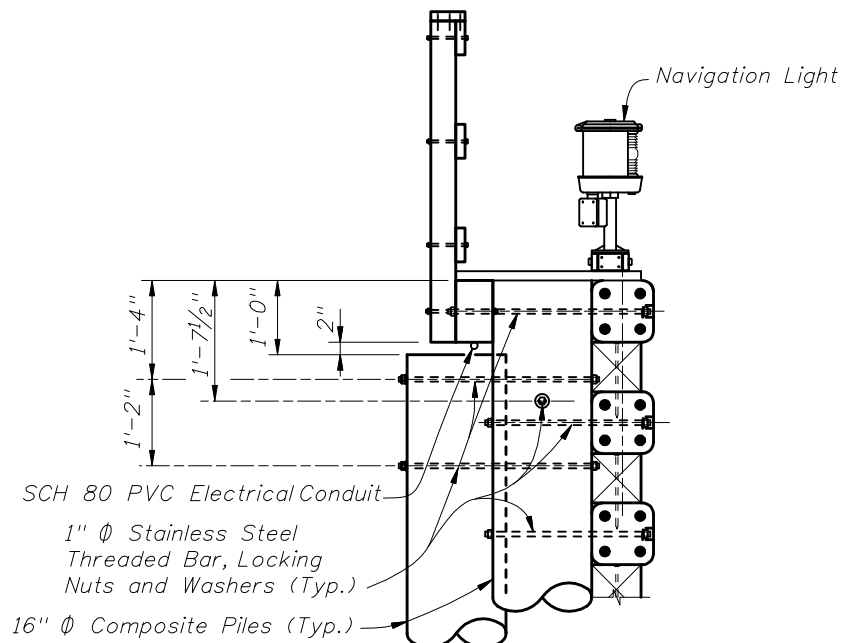 Navigation Light
1'-4"
1'-7½"
1'-0"
2"
1'-2"
SCH 80 PVC Electrical Conduit
1" ϕ Stainless Steel
Threaded Bar, Locking
Nuts and Washers (Typ.)
16" ϕ Composite Piles (Typ.)